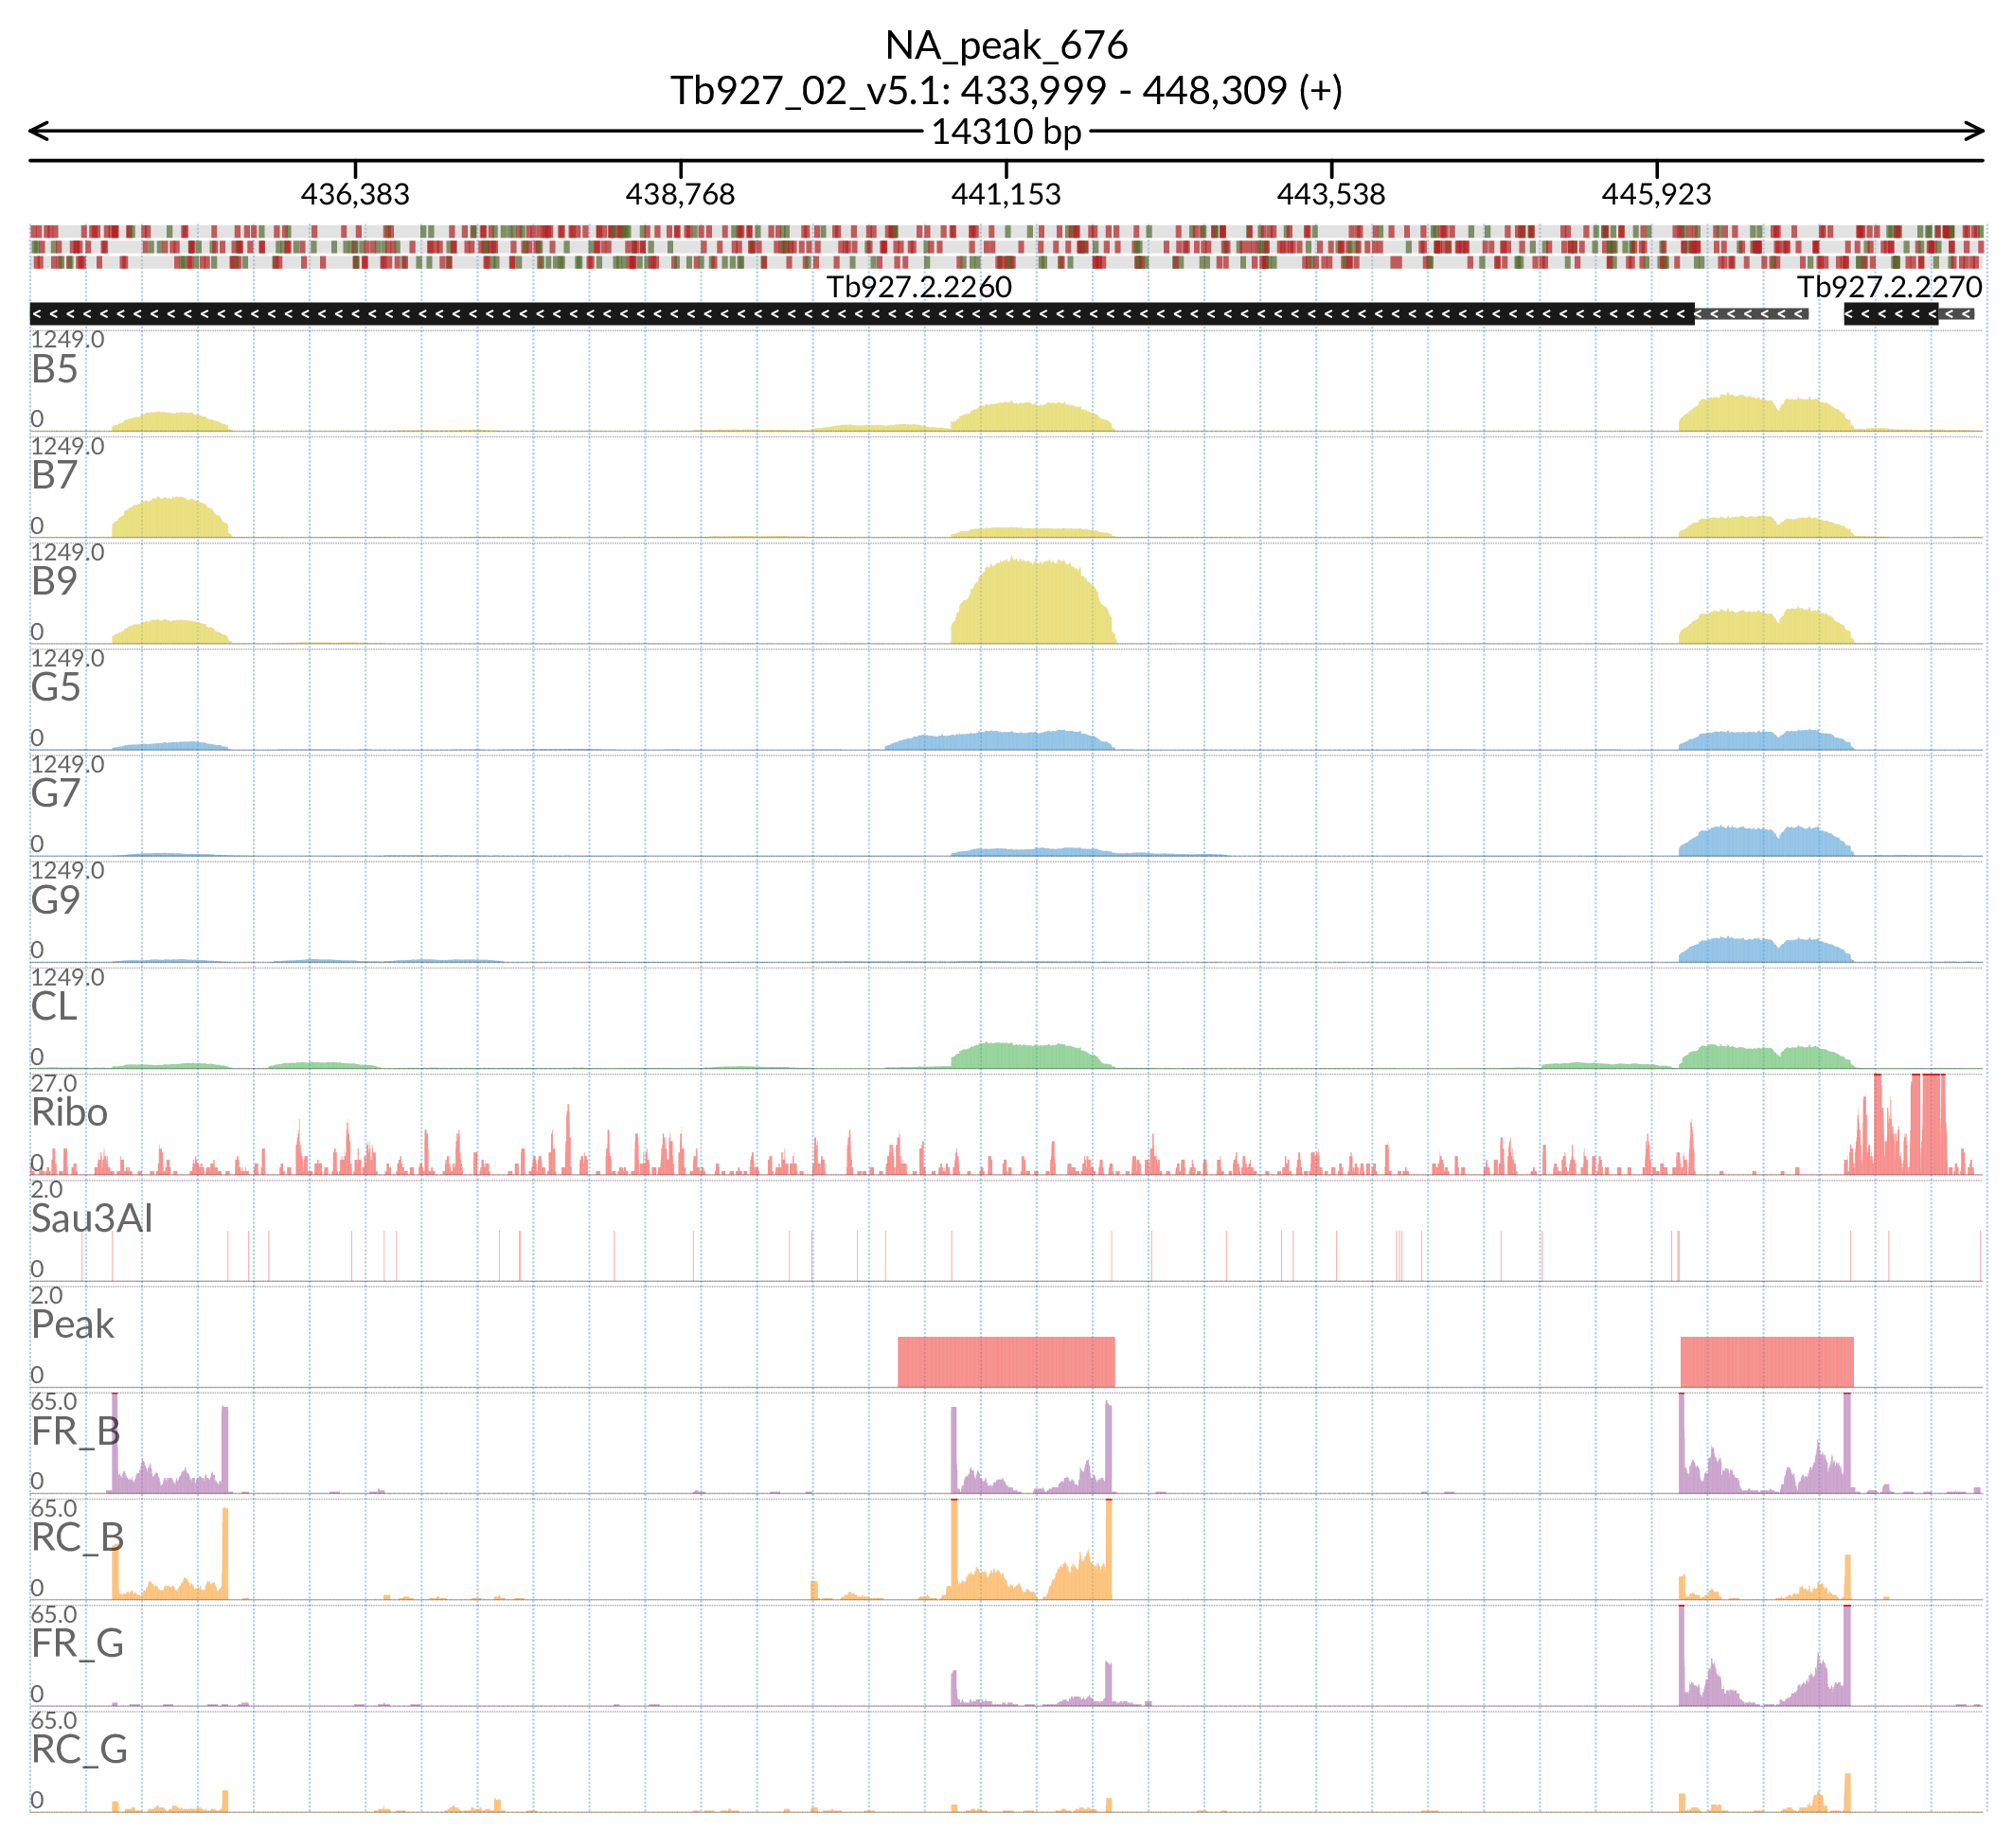 NA_peak_676
Tb927_02_v5.1: 433,999 - 448,309 (+)
14310 bp
436,383 438,768 441,153 443,538 445,923
Tb927.2.2260 Tb927.2.2270
1249.0
B5
0
1249.0
B7
0
1249.0
B9
0
1249.0
G5
0
1249.0
G7
0
1249.0
G9
0
1249.0
CL
0
27.0
Ribo
0
2.0
Sau3AI
0
2.0
Peak
0
65.0
FR_B
0
65.0
RC_B
0
65.0
FR_G
0
65.0
RC_G
0